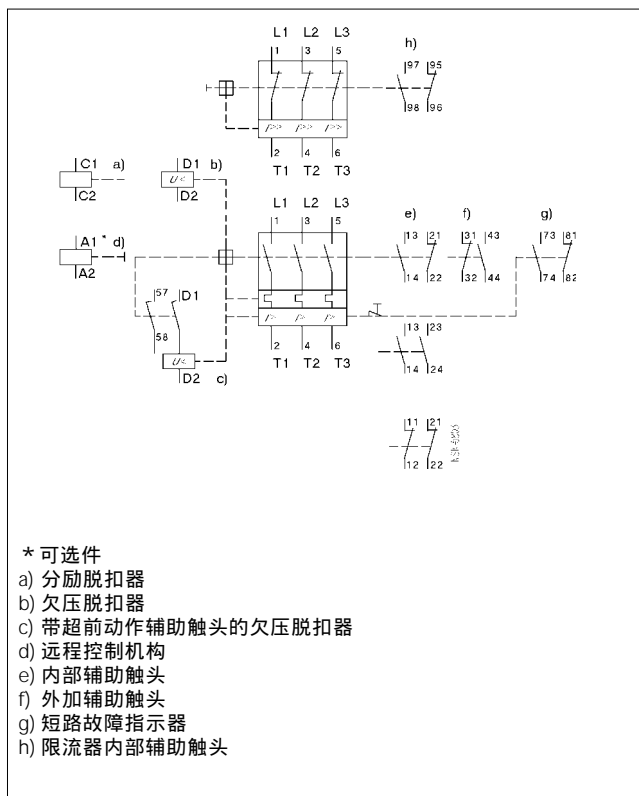 L1 L2 L3
1 3 5
h)
97 95
98 96
I>> I>> I>>
2 4 6
T1 T2 T3
C1 a)
C2
D1 b)
U<
D2
L1 L2 L3
1 3 5
e) f) g)
A1* d)
A2
13 21 31 43 73 81
14 22 32 44 74 82
57 D1
58
U<
D2 c)
I> I> I>
2 4 6
T1 T2 T3
13 23
14 24
11 21
12 22
*可选件
a) 分励脱扣器
b) 欠压脱扣器
c) 带超前动作辅助触头的欠压脱扣器
d) 远程控制机构
e) 内部辅助触头
f) 外加辅助触头
g) 短路故障指示器
h) 限流器内部辅助触头